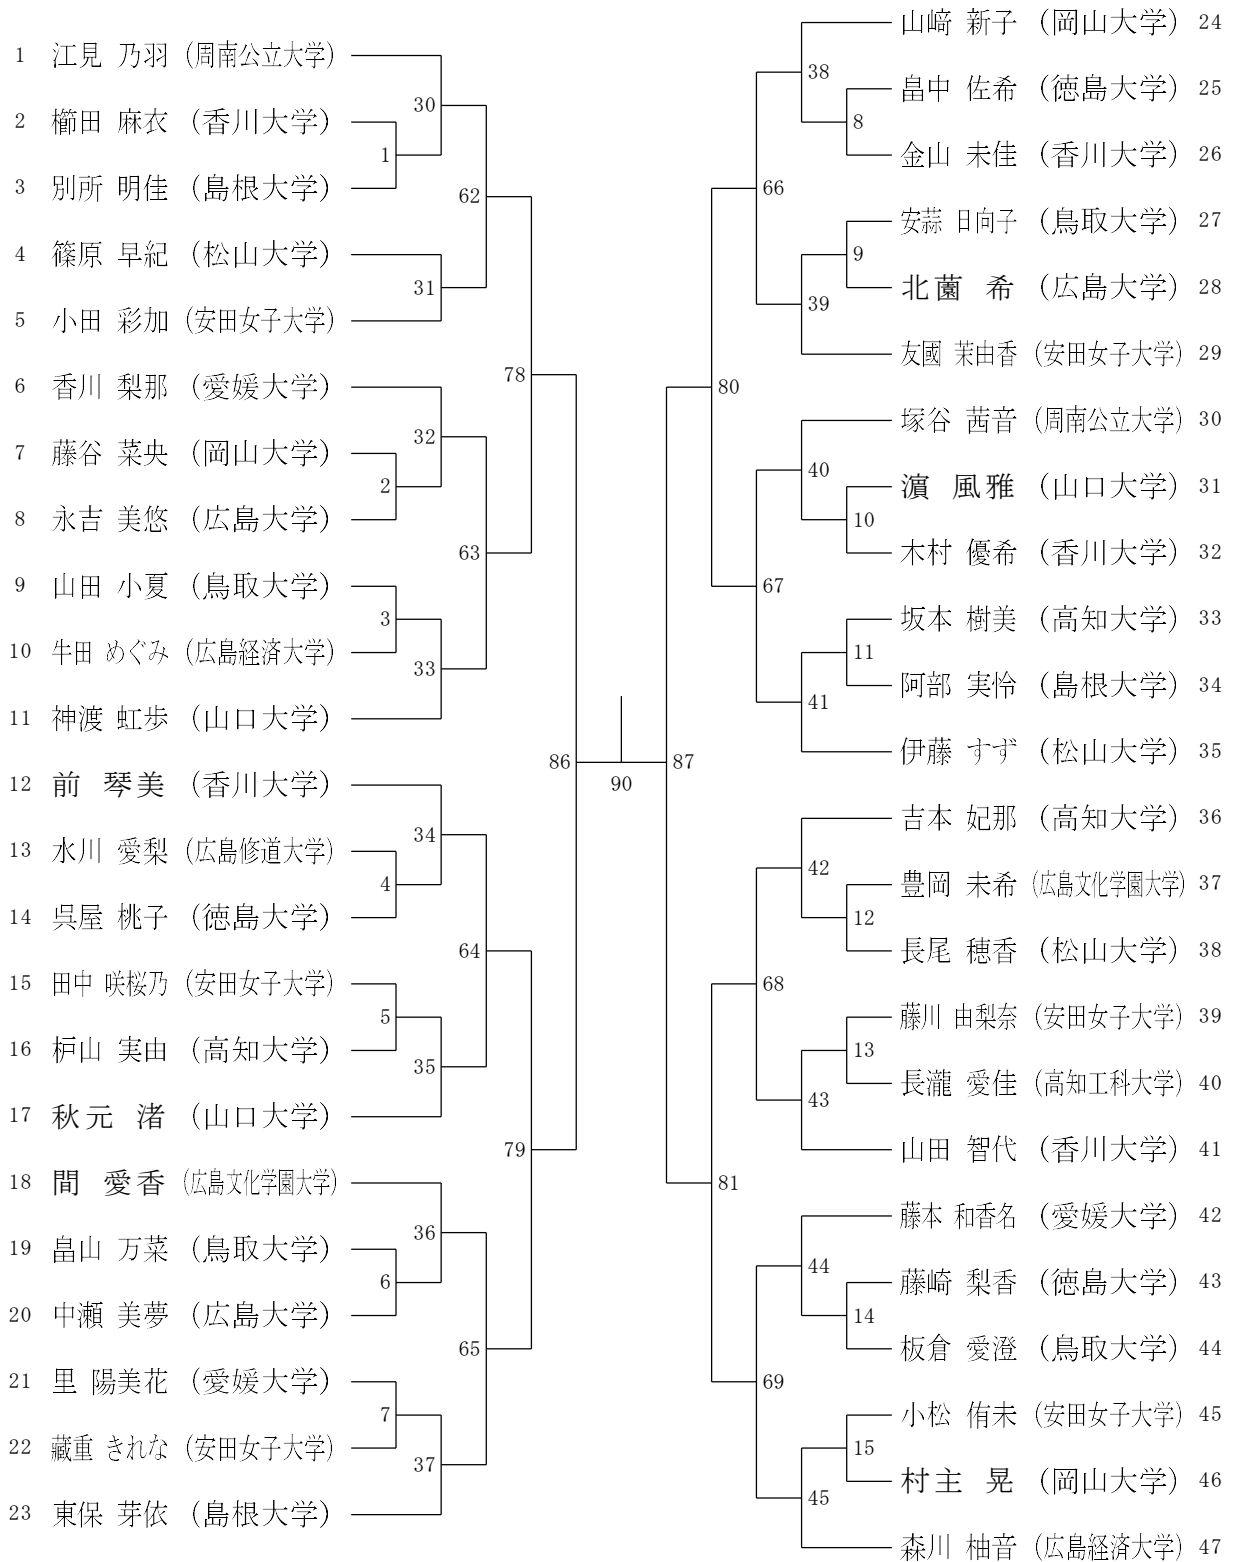 1 江見 乃羽 (周南公立大学)
2 櫛田 麻衣 (香川大学)
3 別所 明佳 (島根大学)
4 篠原 早紀 (松山大学)
5 小田 彩加 (安田女子大学)
6 香川 梨那 (愛媛大学)
7 藤谷 菜央 (岡山大学)
8 永吉 美悠 (広島大学)
9 山田 小夏 (鳥取大学)
10 牛田 めぐみ (広島経済大学)
11 神渡 虹歩 (山口大学)
12 前 琴美 (香川大学)
13 水川 愛梨 (広島修道大学)
14 呉屋 桃子 (徳島大学)
15 田中 咲桜乃 (安田女子大学)
16 枦山 実由 (高知大学)
17 秋元 渚 (山口大学)
18 間 愛香 (広島文化学園大学)
19 畠山 万菜 (鳥取大学)
20 中瀬 美夢 (広島大学)
21 里 陽美花 (愛媛大学)
22 藏重 きれな (安田女子大学)
23 東保 芽依 (島根大学)
1
2
3
4
5
6
7
30
31
32
33
34
35
36
37
62
63
64
65
78
79
86
90
87
80
81
66
67
68
69
38
39
40
41
42
43
44
45
8
9
10
11
12
13
14
15
山﨑 新子 (岡山大学) 24
畠中 佐希 (徳島大学) 25
金山 未佳 (香川大学) 26
安蒜 日向子 (鳥取大学) 27
北薗 希 (広島大学) 28
友國 茉由香 (安田女子大学) 29
塚谷 茜音 (周南公立大学) 30
濵 風雅 (山口大学) 31
木村 優希 (香川大学) 32
坂本 樹美 (高知大学) 33
阿部 実怜 (島根大学) 34
伊藤 すず (松山大学) 35
吉本 妃那 (高知大学) 36
豊岡 未希 (広島文化学園大学) 37
長尾 穂香 (松山大学) 38
藤川 由梨奈 (安田女子大学) 39
長瀧 愛佳 (高知工科大学) 40
山田 智代 (香川大学) 41
藤本 和香名 (愛媛大学) 42
藤崎 梨香 (徳島大学) 43
板倉 愛澄 (鳥取大学) 44
小松 侑未 (安田女子大学) 45
村主 晃 (岡山大学) 46
森川 柚音 (広島経済大学) 47